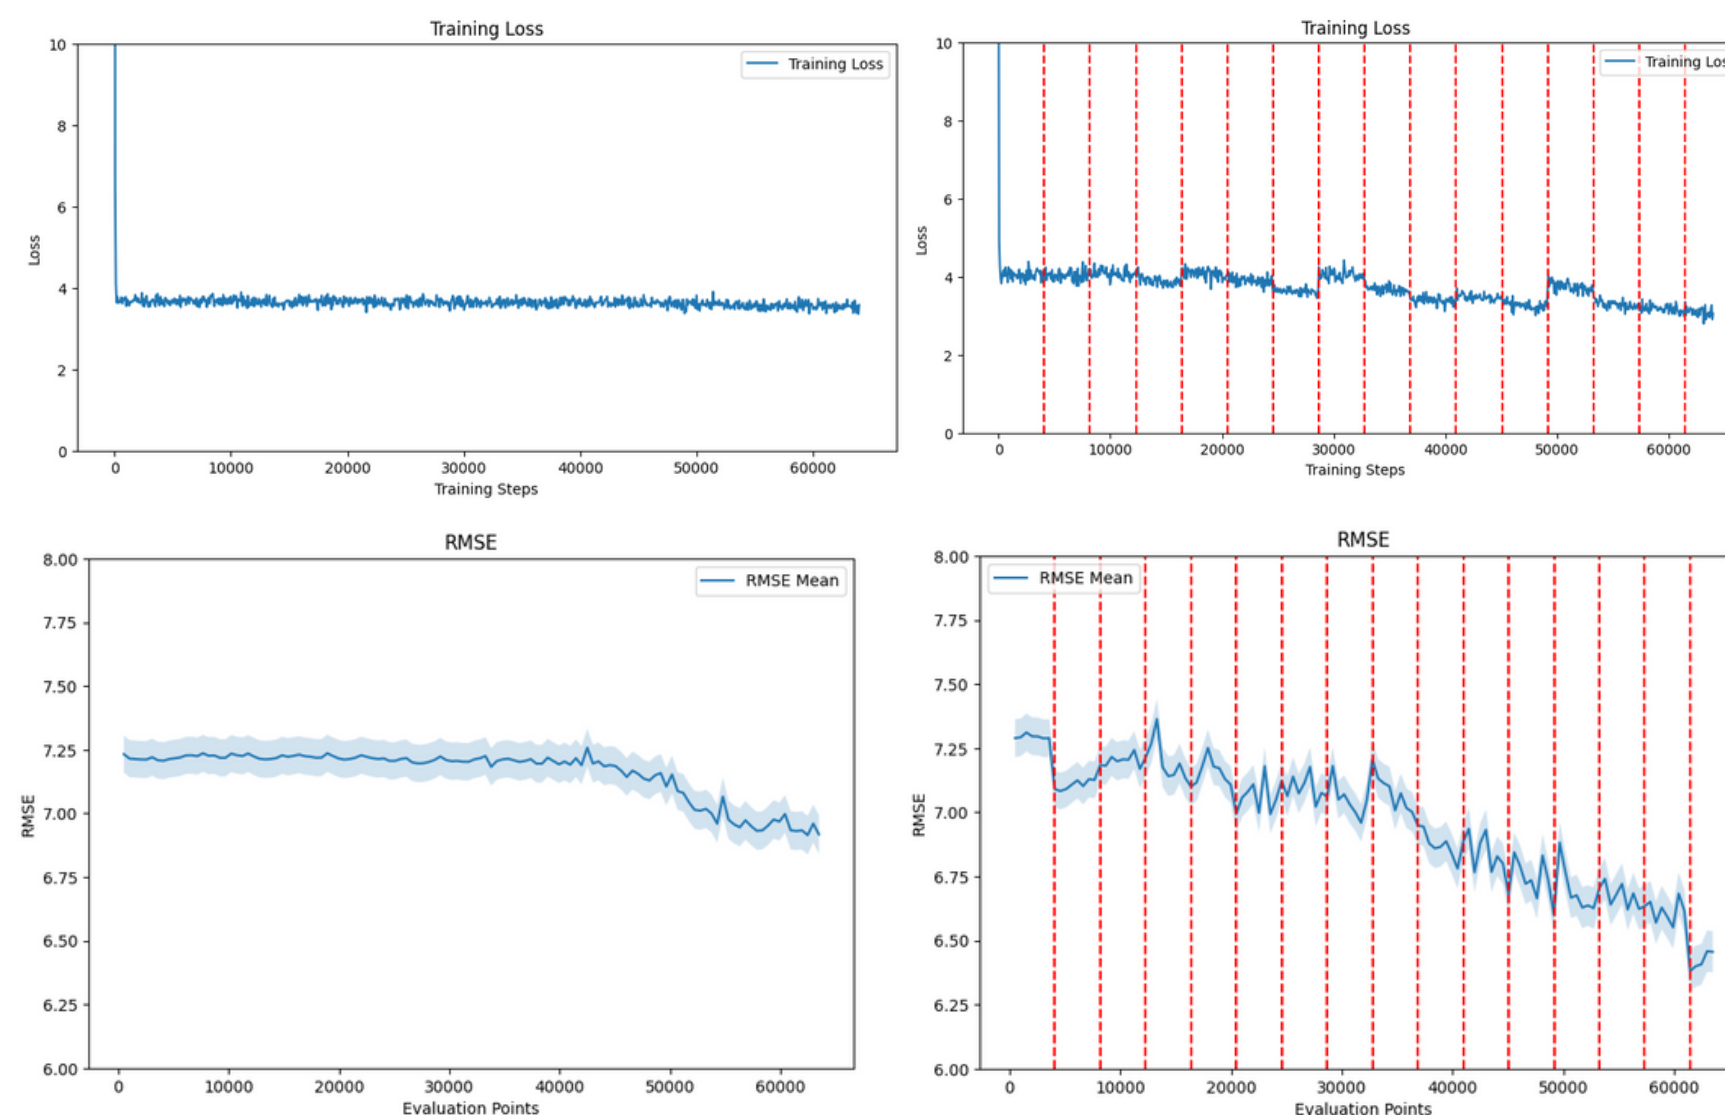 Training Loss
10
8
6
4
2
0
Loss
Training Loss
0 10000 20000 30000 40000 50000 60000
Training Steps
Training Loss
10
8
6
4
2
0
Loss
Training Los
0 10000 20000 30000 40000 50000 60000
Training Steps
RMSE
8.00
7.75
7.50
7.25
7.00
6.75
6.50
6.25
6.00
RMSE
RMSE Mean
0 10000 20000 30000 40000 50000 60000
Evaluation Points
RMSE
8.00
7.75
7.50
7.25
7.00
6.75
6.50
6.25
6.00
RMSE
RMSE Mean
0 10000 20000 30000 40000 50000 60000
Evaluation Points